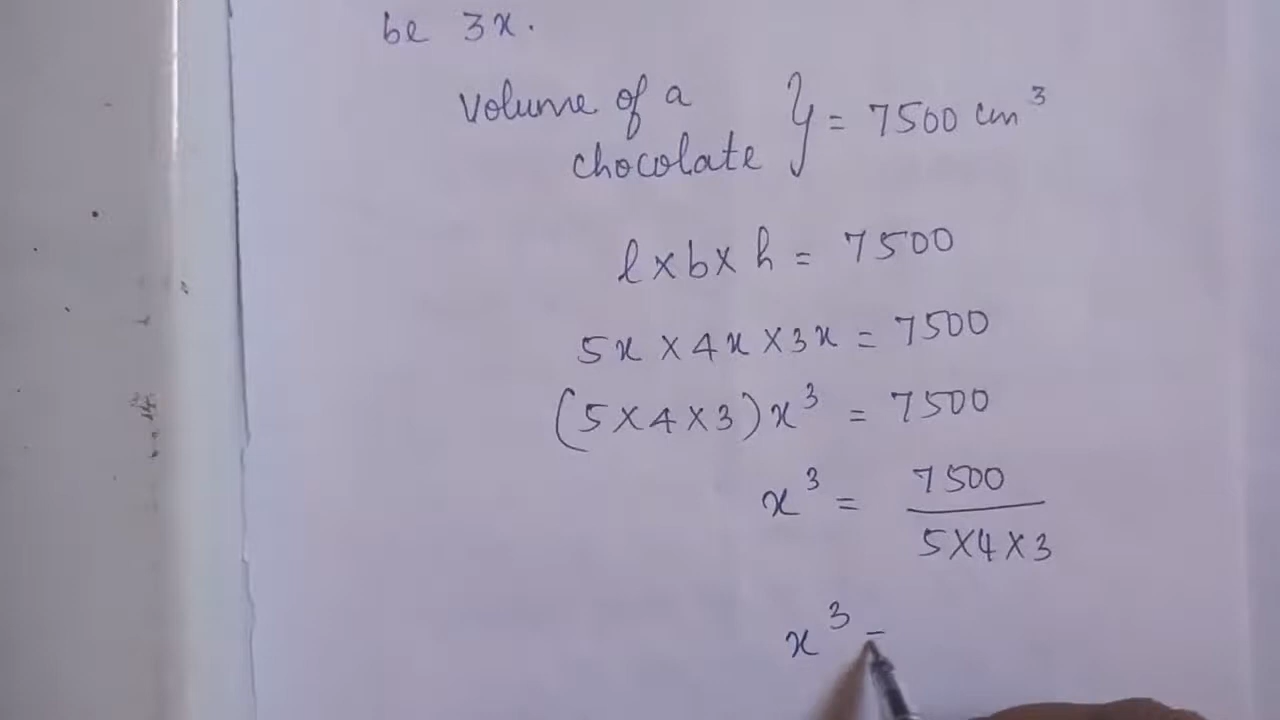 be 3x.
Volume of a
chocolate } = 7500 cm³
l×b×h = 7500
5x × 4x × 3x = 7500
(5×4×3)x³ = 7500
x³ = 7500
5×4×3
x³ =